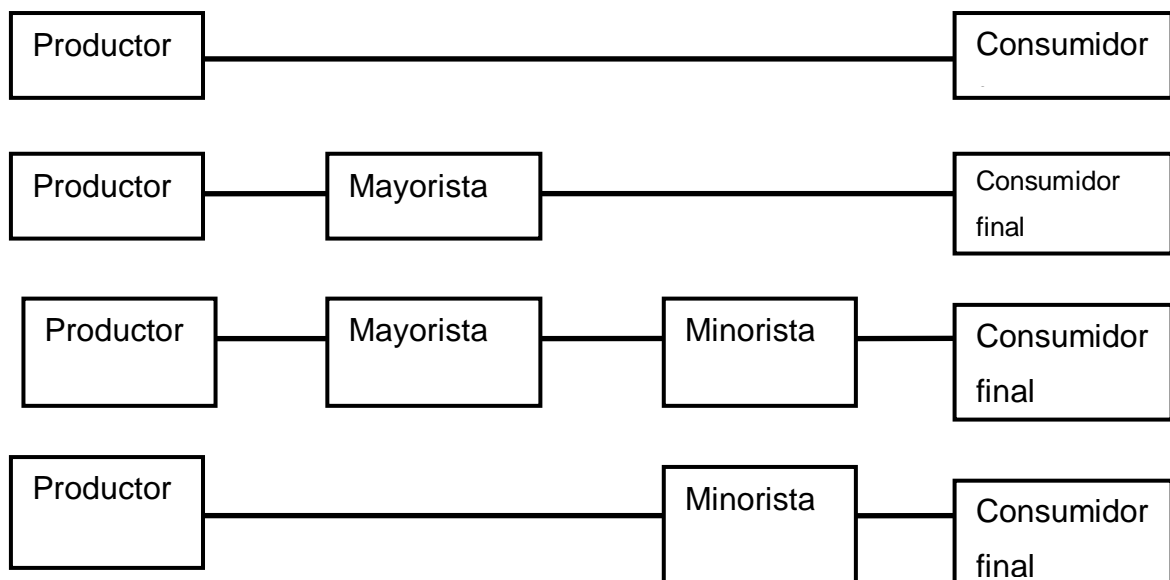 Productor
Consumidor
Productor
Mayorista
Consumidor
final
Productor
Mayorista
Minorista
Consumidor
final
Productor
Minorista
Consumidor
final